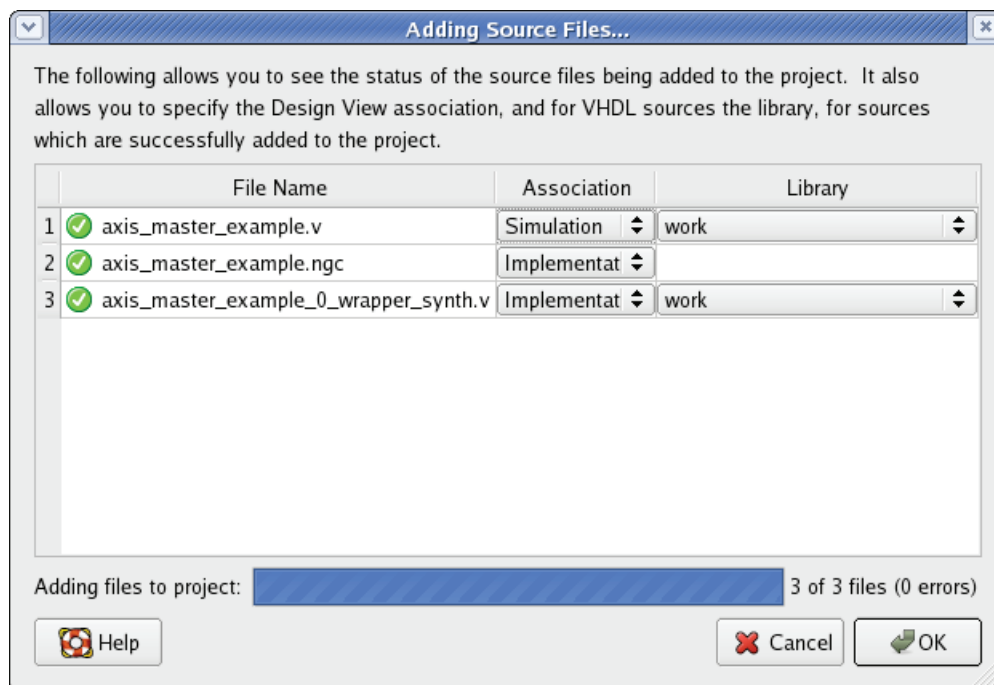 Adding Source Files...
The following allows you to see the status of the source files being added to the project.  It also
allows you to specify the Design View association, and for VHDL sources the library, for sources
which are successfully added to the project.
File Name Association Library
1 axis_master_example.v Simulation work
2 axis_master_example.ngc Implementat
3 axis_master_example_0_wrapper_synth.v Implementat work
Adding files to project: 3 of 3 files (0 errors)
Help Cancel OK